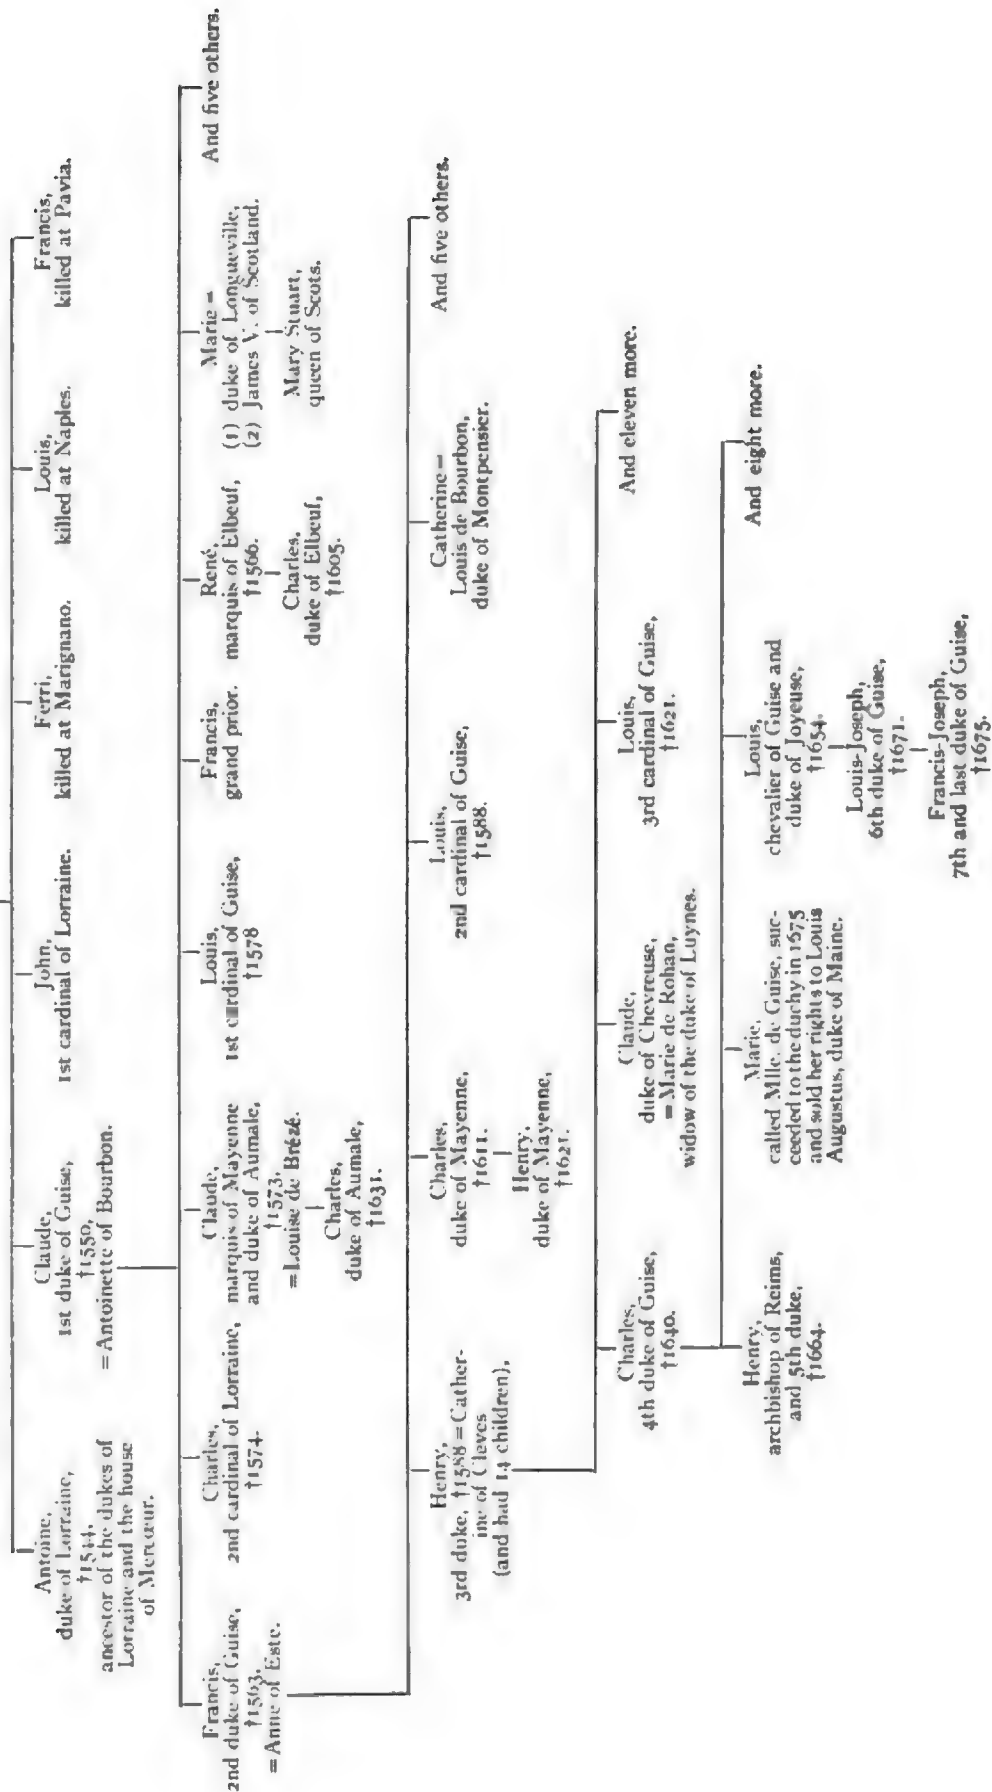 Antoine,
duke of Lorraine,
†1544,
ancestor of the dukes of
Lorraine and the house
of Mercœur.
Claude,
1st duke of Guise,
†1550,
=Antoinette of Bourbon.
John,
1st cardinal of Lorraine.
Ferri,
killed at Marignano.
Louis,
killed at Naples.
Francis,
killed at Pavia.
Francis,
2nd duke of Guise,
†1563,
=Anne of Este.
Charles,
2nd cardinal of Lorraine,
†1574.
Claude,
marquis of Mayenne
and duke of Aumale,
†1573,
=Louise de Brézé.
Charles,
duke of Aumale,
†1631.
Louis,
1st cardinal of Guise,
†1578
Francis,
grand prior.
René,
marquis of Elbeuf,
†1566.
Charles,
duke of Elbeuf,
†1605.
Marie=
(1) duke of Longueville,
(2) James V. of Scotland.
Mary Stuart,
queen of Scots.
And five others.
Henry,
3rd duke, †1588=Cather-
ine of Cleves
(and had 14 children),
Charles,
duke of Mayenne,
†1611.
Henry,
duke of Mayenne,
†1621.
Louis,
2nd cardinal of Guise,
†1588.
Catherine=
Louis de Bourbon,
duke of Montpensier.
And five others.
Charles,
4th duke of Guise,
†1640.
Claude,
duke of Chevreuse,
=Marie de Rohan,
widow of the duke of Luynes.
Louis,
3rd cardinal of Guise,
†1621.
And eleven more.
Henry,
archbishop of Reims,
and 5th duke,
†1664.
Marie,
called Mlle. de Guise, suc-
ceeded to the duchy in 1675
and sold her rights to Louis
Augustus, duke of Maine.
Louis,
chevalier of Guise and
duke of Joyeuse,
†1654.
Louis-Joseph,
6th duke of Guise,
†1671.
Francis-Joseph,
7th and last duke of Guise,
†1675.
And eight more.